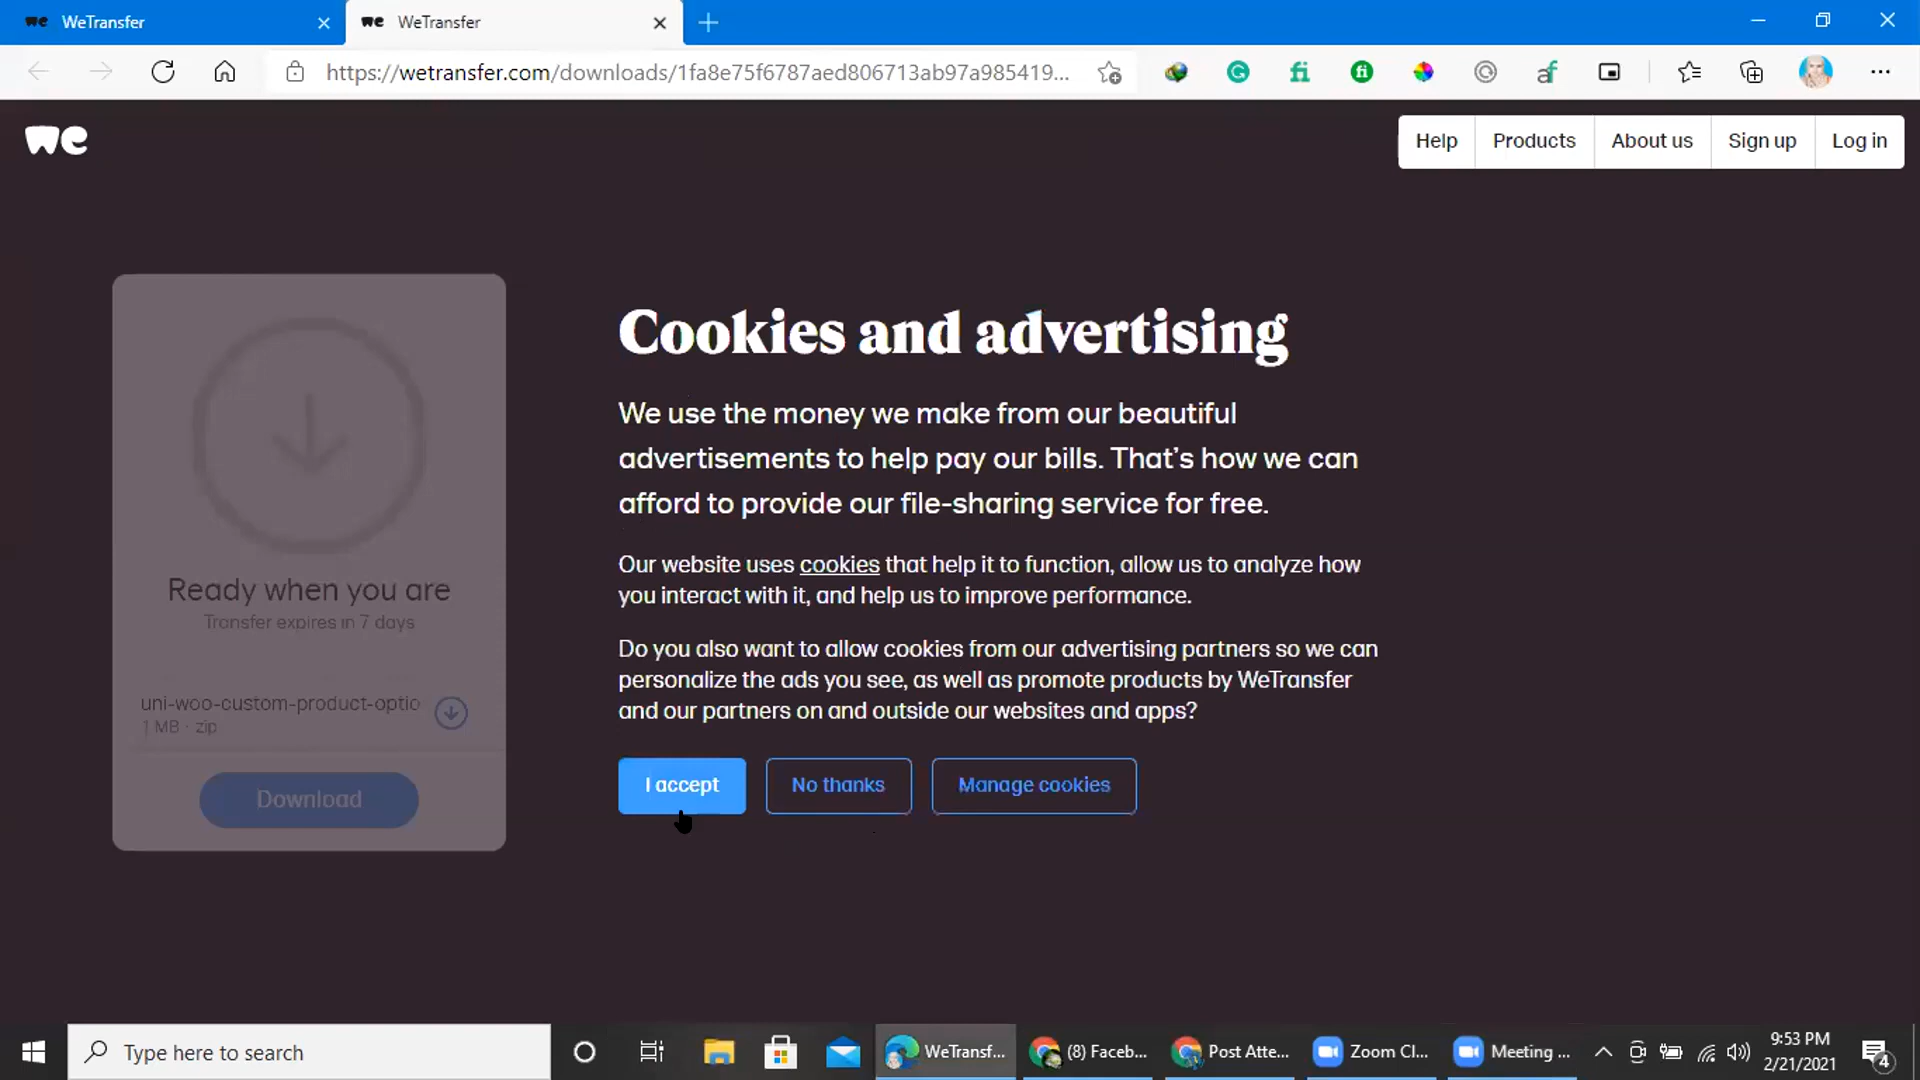 WeTransfer
WeTransfer
https://wetransfer.com/downloads/1fa8e75f6787aed806713ab97a985419...
we
Help
Products
About us
Sign up
Log in
Cookies and advertising
We use the money we make from our beautiful
advertisements to help pay our bills. That's how we can
afford to provide our file-sharing service for free.
Our website uses cookies that help it to function, allow us to analyze how
you interact with it, and help us to improve performance.
Do you also want to allow cookies from our advertising partners so we can
personalize the ads you see, as well as promote products by WeTransfer
and our partners on and outside our websites and apps?
I accept
No thanks
Manage cookies
Ready when you are
Transfer expires in 7 days
uni-woo-custom-product-optio
1 MB · zip
Download
Type here to search
WeTransf...
(8) Faceb...
Post Atte...
Zoom Cl...
Meeting ...
9:53 PM
2/21/2021
4